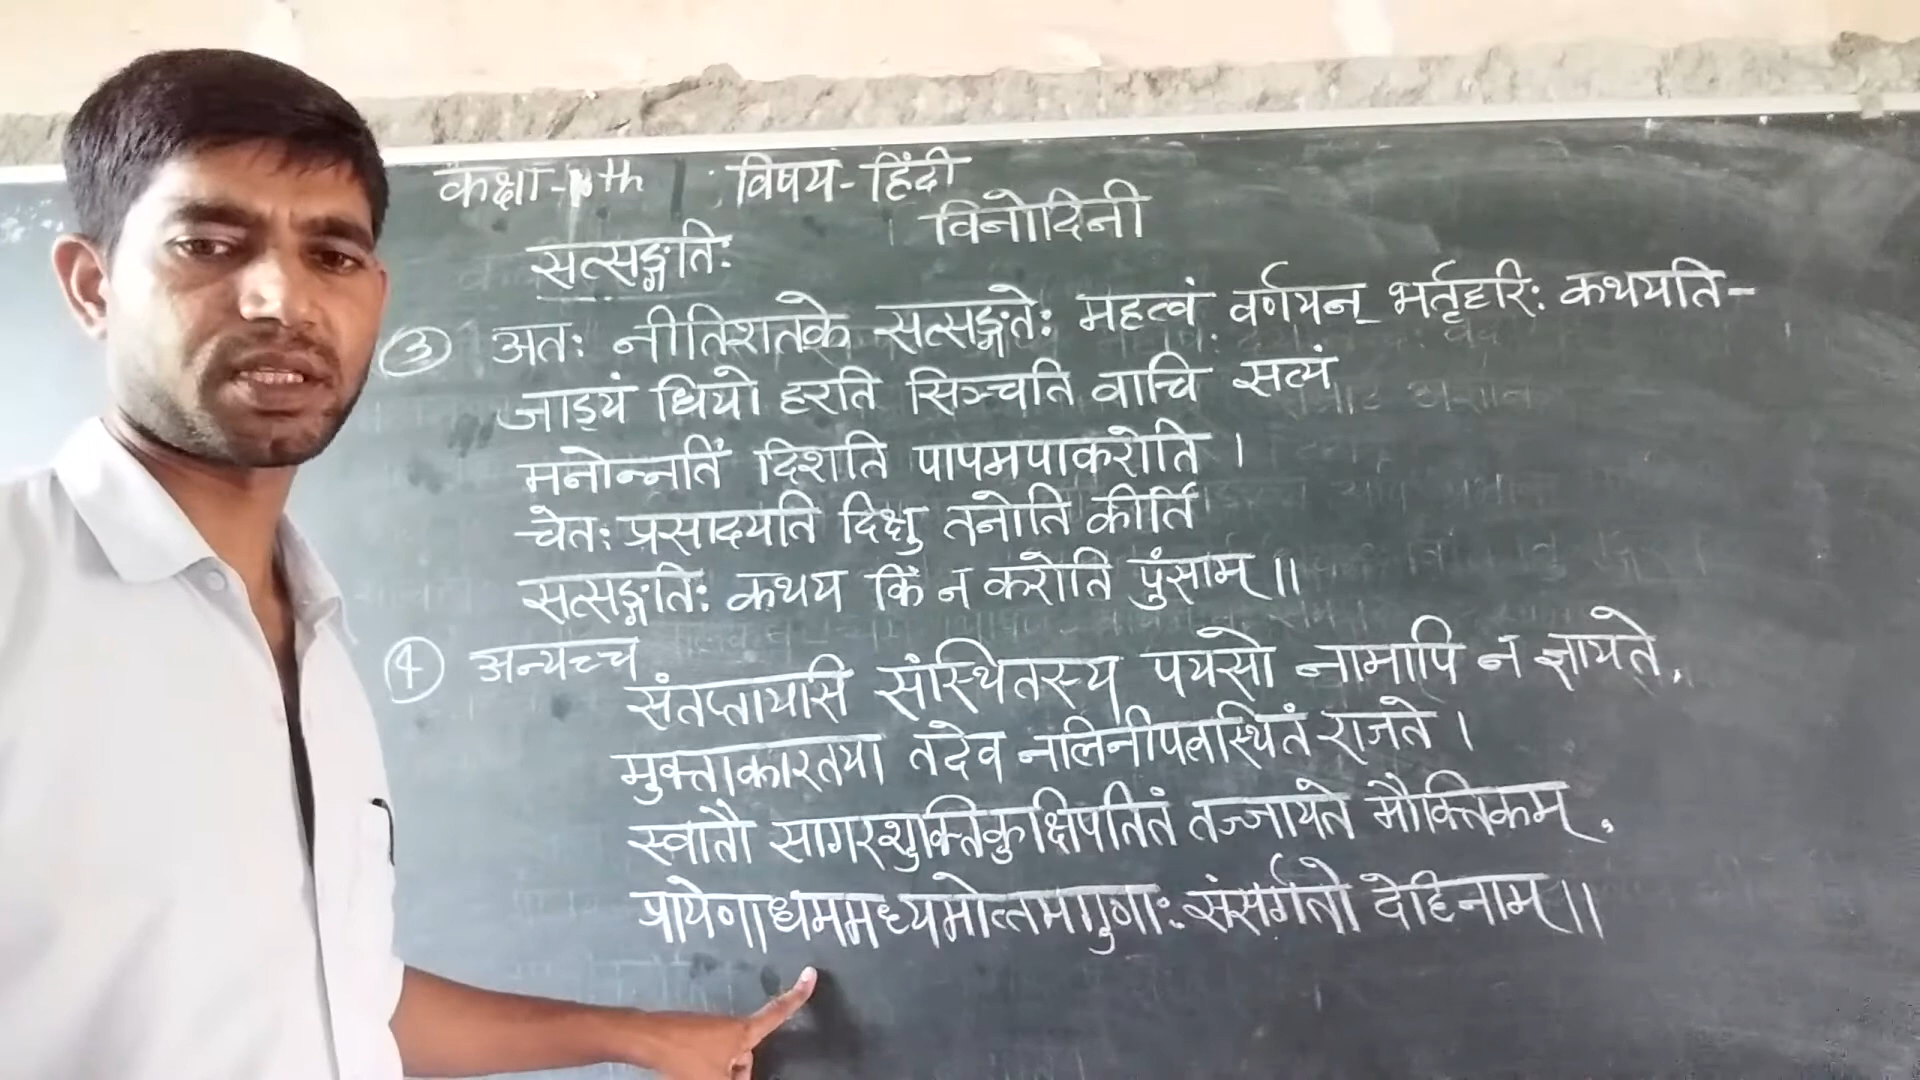 कक्षा-10th विषय-हिंदी
विनोदिनी
सत्सङ्गतिः
③ अतः नीतिशतके सत्सङ्गतेः महत्वं वर्णयन् भर्तृहरिः कथयति-
जाड्यं धियो हरति सिञ्चति वाचि सत्यं
मनोन्नतिं दिशति पापमपाकरोति ।
चेतः प्रसादयति दिक्षु तनोति कीर्ति
सत्सङ्गतिः कथय किं न करोति पुंसाम् ॥
④ अन्यच्च
संतप्तायसि संस्थितस्य पयसो नामापि न ज्ञायते,
मुक्ताकारतया तदेव नलिनीपत्रस्थितं राजते ।
स्वातौ सागरशुक्तिकुक्षिपतितं तज्जायते मौक्तिकम्,
प्रायेणाधममध्यमोत्तमगुणाः संसर्गतो देहिनाम् ॥